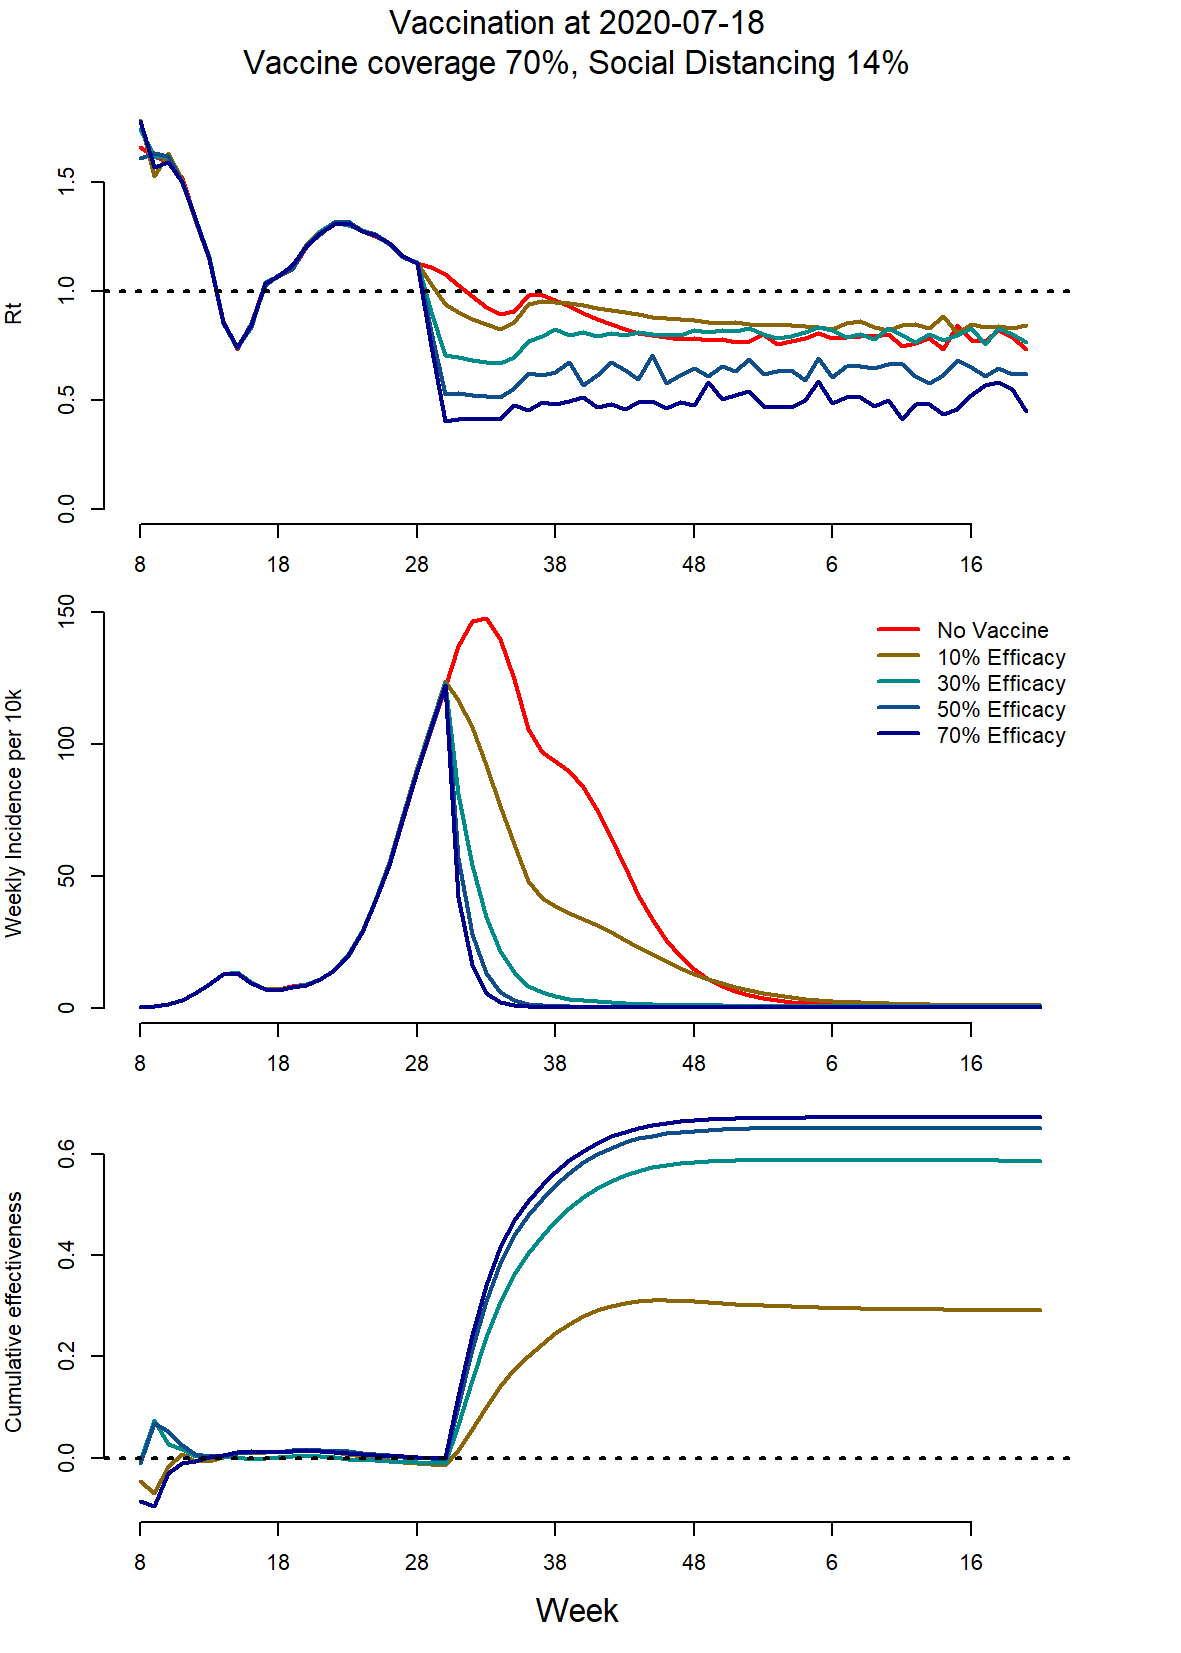 Vaccination at 2020-07-18
Vaccine coverage 70%, Social Distancing 14%
Rt
0.0 0.5 1.0 1.5
8 18 28 38 48 6 16
Weekly Incidence per 10k
0 50 100 150
No Vaccine
10% Efficacy
30% Efficacy
50% Efficacy
70% Efficacy
8 18 28 38 48 6 16
Cumulative effectiveness
0.0 0.2 0.4 0.6
8 18 28 38 48 6 16
Week